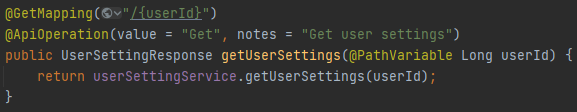 @GetMapping("/{userId}")
@ApiOperation(value = "Get", notes = "Get user settings")
public UserSettingResponse getUserSettings(@PathVariable Long userId) {
    return userSettingService.getUserSettings(userId);
}